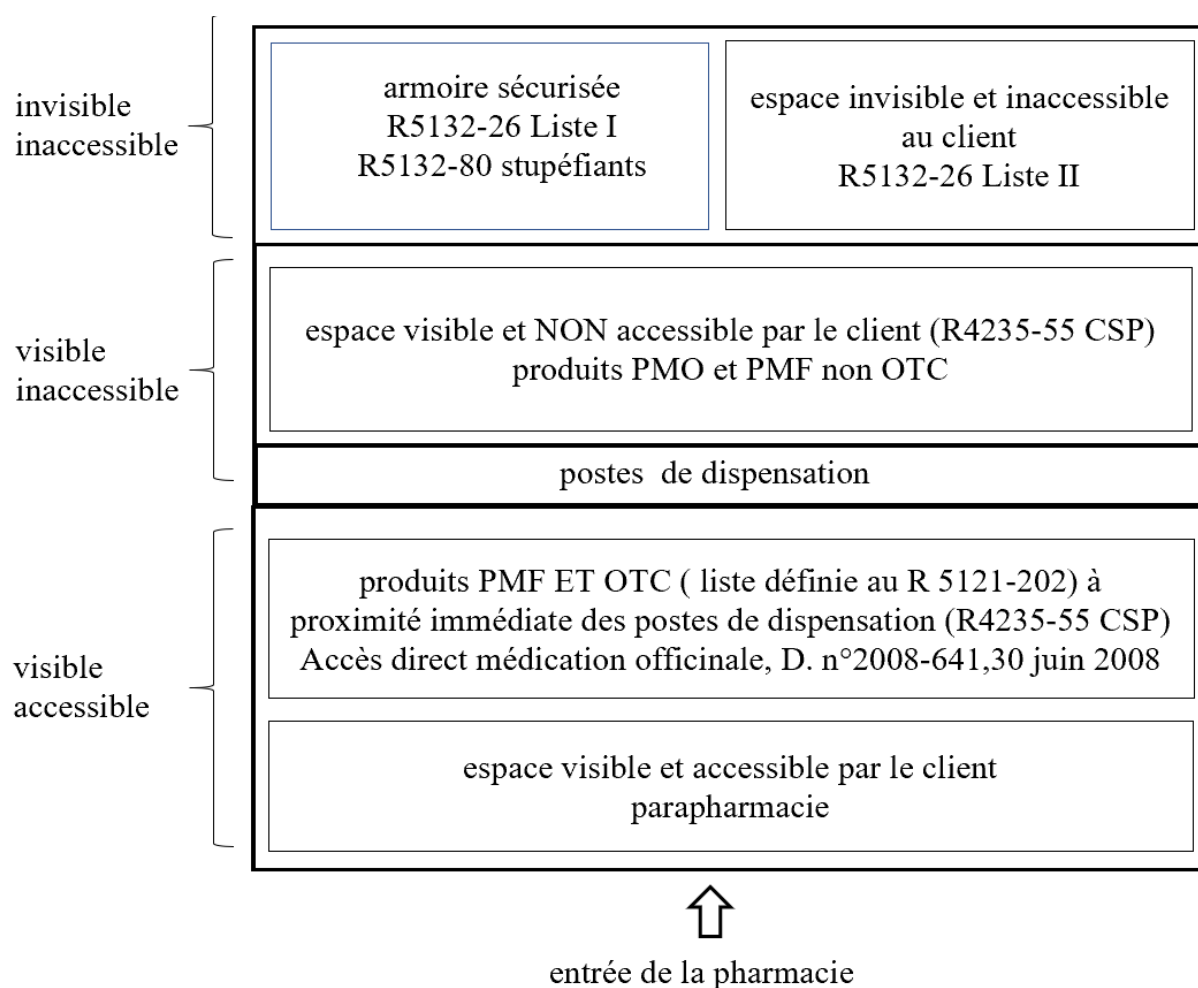 invisible
inaccessible
armoire sécurisée
R5132-26 Liste I
R5132-80 stupéfiants
espace invisible et inaccessible
au client
R5132-26 Liste II
visible
inaccessible
espace visible et NON accessible par le client (R4235-55 CSP)
produits PMO et PMF non OTC
postes de dispensation
visible
accessible
produits PMF ET OTC ( liste définie au R 5121-202) à
proximité immédiate des postes de dispensation (R4235-55 CSP)
Accès direct médication officinale, D. n°2008-641,30 juin 2008
espace visible et accessible par le client
parapharmacie
entrée de la pharmacie